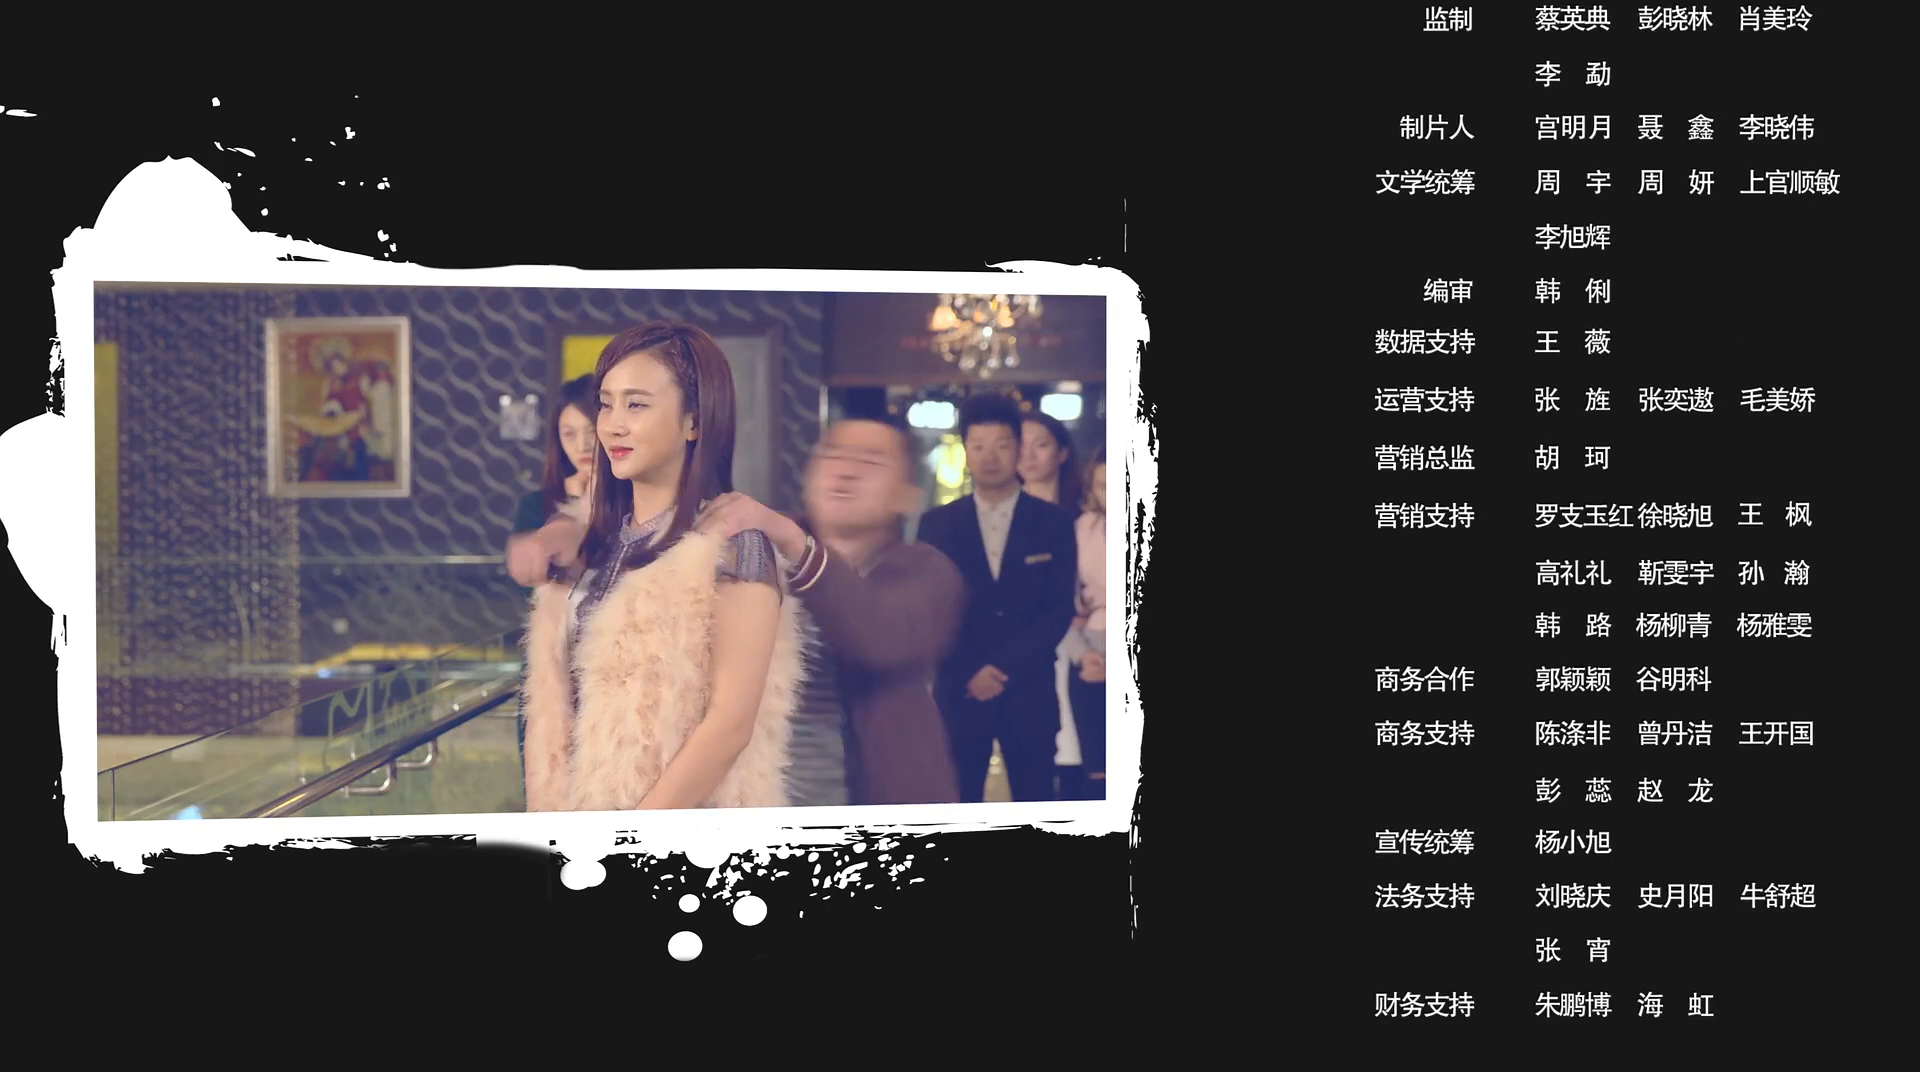 监制 蔡英典 彭晓林 肖美玲
李 勐
制片人 宫明月 聂 鑫 李晓伟
文学统筹 周 宇 周 妍 上官顺敏
李旭辉
编审 韩 俐
数据支持 王 薇
运营支持 张 旌 张奕遨 毛美娇
营销总监 胡 珂
营销支持 罗支玉红 徐晓旭 王 枫
高礼礼 靳雯宇 孙 瀚
韩 路 杨柳青 杨雅雯
商务合作 郭颖颖 谷明科
商务支持 陈涤非 曾丹洁 王开国
彭 蕊 赵 龙
宣传统筹 杨小旭
法务支持 刘晓庆 史月阳 牛舒超
张 宵
财务支持 朱鹏博 海 虹